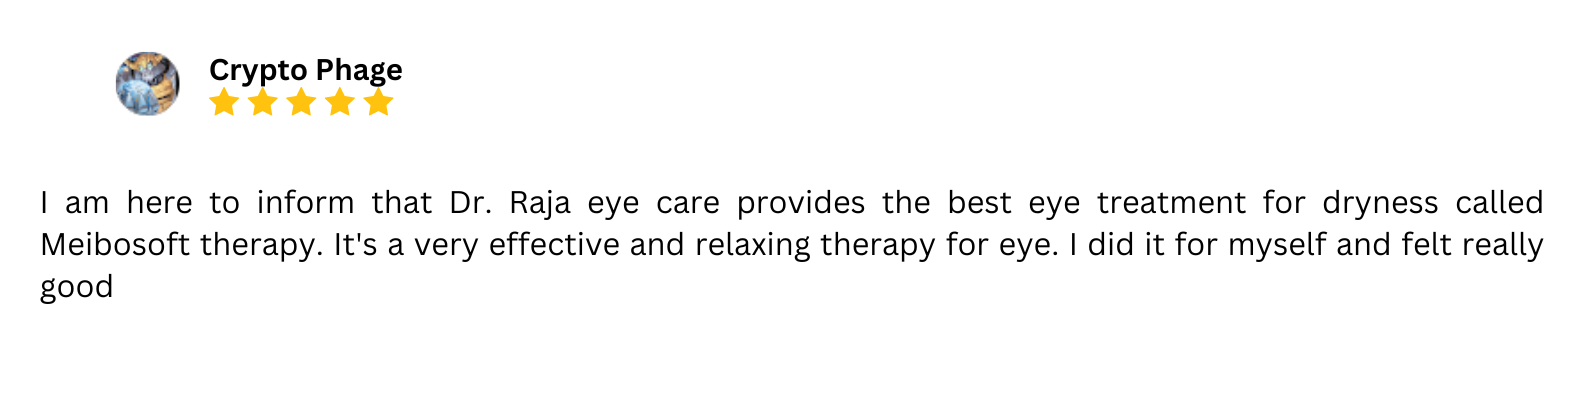 Crypto Phage
I am here to inform that Dr. Raja eye care provides the best eye treatment for dryness called
Meibosoft therapy. It's a very effective and relaxing therapy for eye. I did it for myself and felt really
good